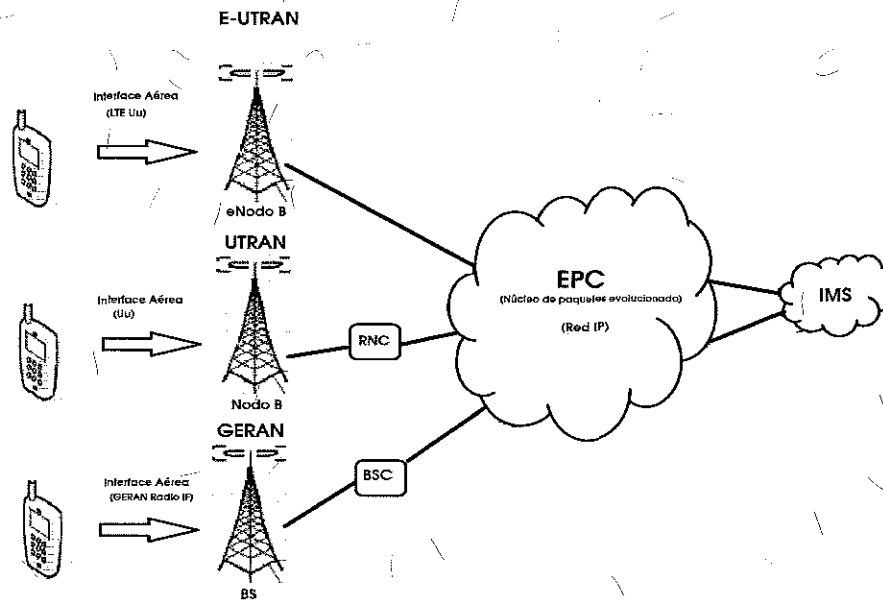 E-UTRAN
Interface Aérea
(LTE Uu)
eNodo B
UTRAN
Interface Aérea
(Uu)
RNC
Nodo B
GERAN
Interface Aérea
(GERAN Radio IF)
BSC
BS
EPC
(Núcleo de paquetes evolucionado)
(Red IP)
IMS